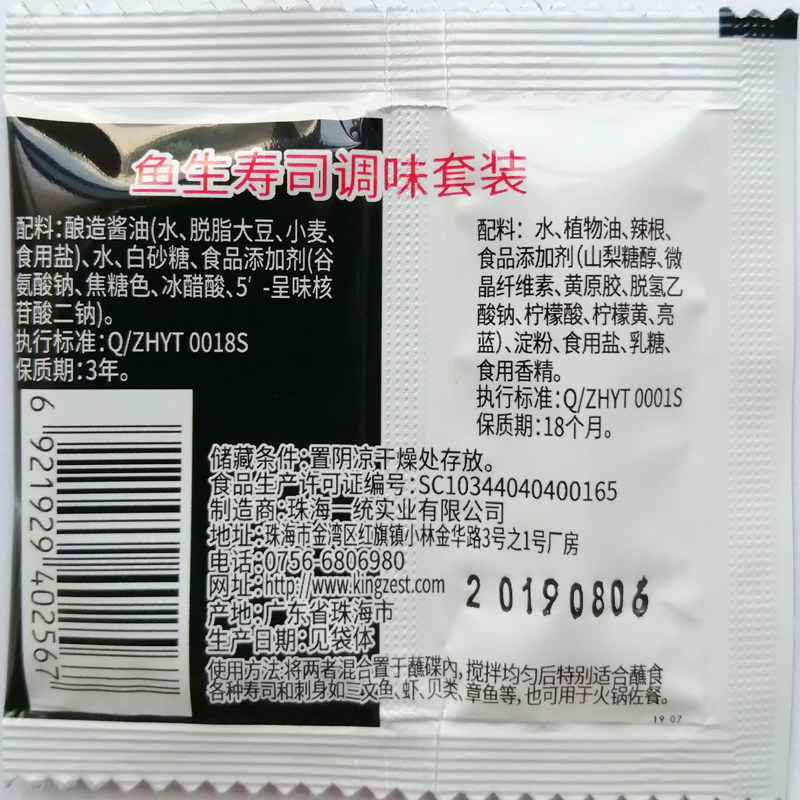 鱼生寿司调味套装
配料:酿造酱油(水、脱脂大豆、小麦、
食用盐)、水、白砂糖、食品添加剂(谷
氨酸钠、焦糖色、冰醋酸、5′-呈味核
苷酸二钠)。
执行标准:Q/ZHYT 0018S
保质期:3年。
配料: 水、植物油、辣根、
食品添加剂(山梨糖醇、微
晶纤维素、黄原胶、脱氢乙
酸钠、柠檬酸、柠檬黄、亮
蓝)、淀粉、食用盐、乳糖、
食用香精。
执行标准:Q/ZHYT 0001S
保质期:18个月。
6 921929 402567
储藏条件:置阴凉干燥处存放。
食品生产许可证编号:SC10344040400165
制造商:珠海一统实业有限公司
地址:珠海市金湾区红旗镇小林金华路3号之1号厂房
电话:0756-6806980
网址:http://www.kingzest.com
产地:广东省珠海市
生产日期:见袋体
20190806
使用方法:将两者混合置于蘸碟内,搅拌均匀后特别适合蘸食
各种寿司和刺身如三文鱼、虾、贝类、章鱼等,也可用于火锅佐餐。
19 07